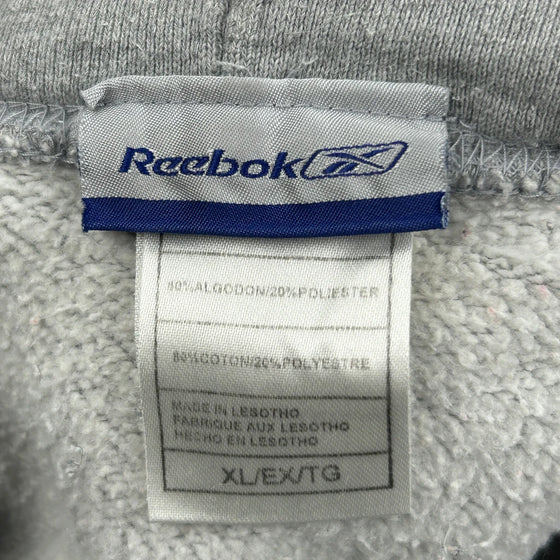 Reebok
80%ALGODON/20%POLIESTER
80%COTON/20%POLYESTRE
MADE IN LESOTHO
FABRIQUE AUX LESOTHO
HECHO EN LESOTHO
XL/EX/TG